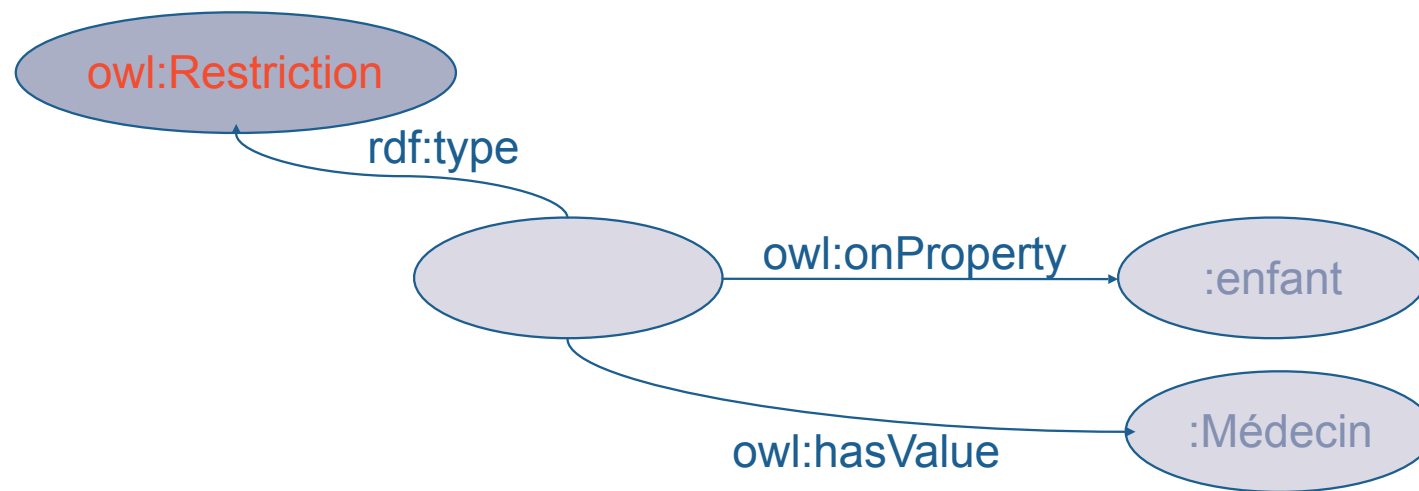 owl:Restriction
rdf:type
owl:onProperty
:enfant
:Médecin
owl:hasValue